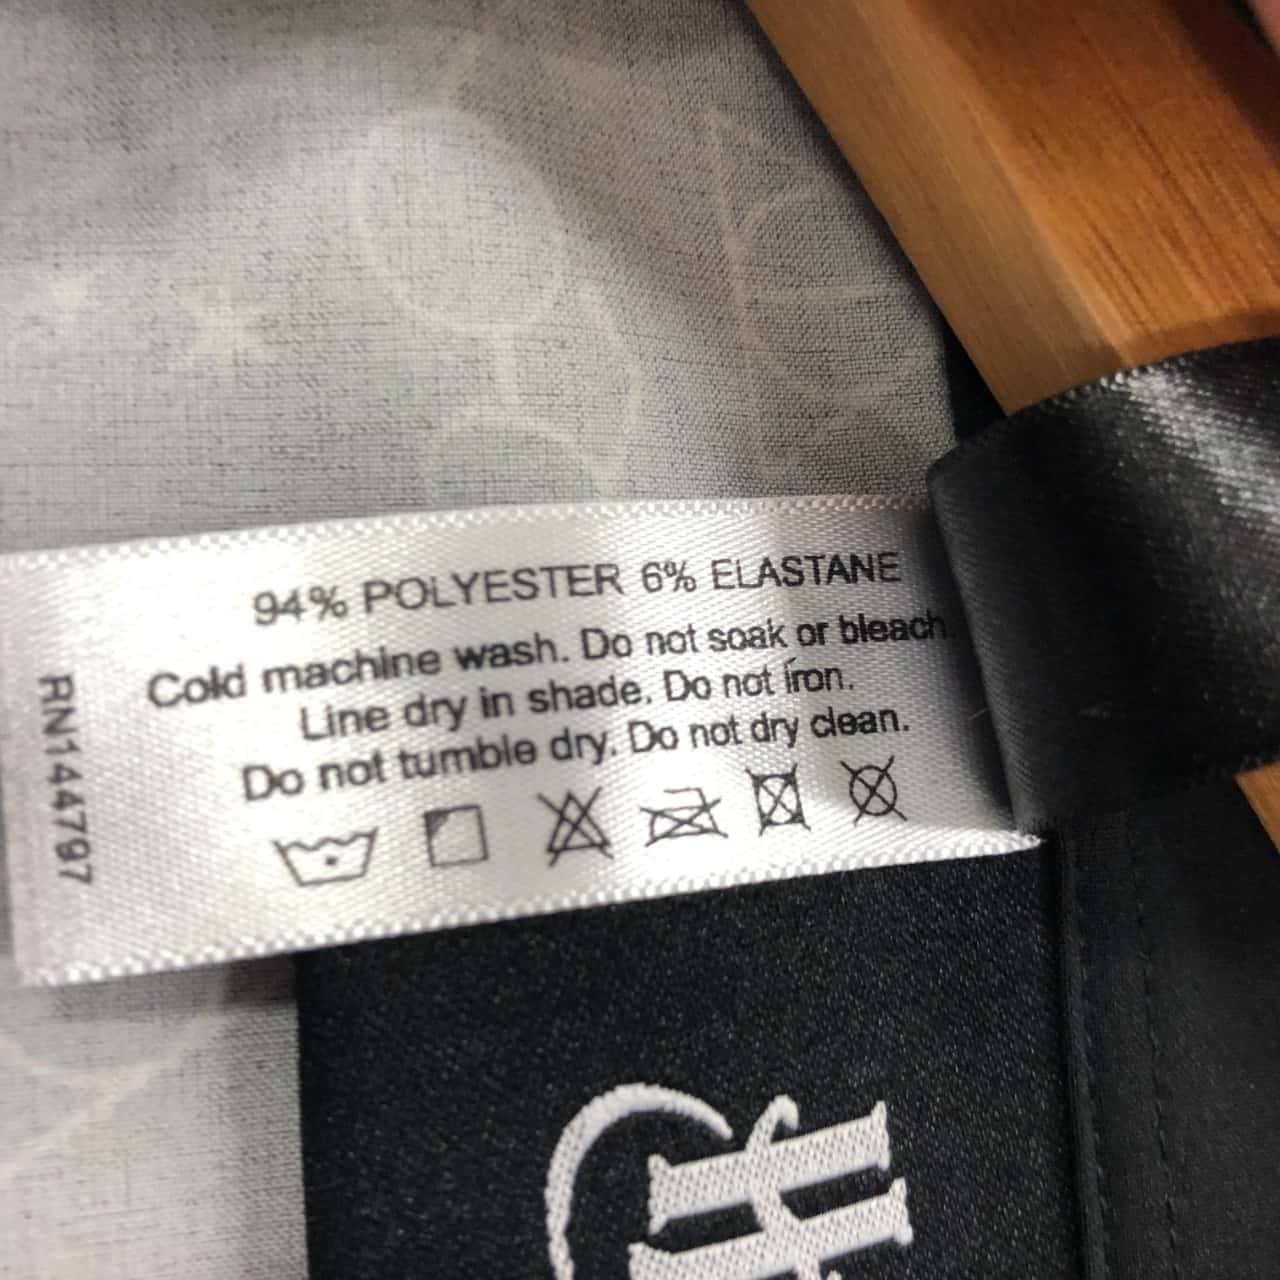 94% POLYESTER 6% ELASTANE
Cold machine wash. Do not soak or bleach.
Line dry in shade. Do not iron.
Do not tumble dry. Do not dry clean.
RN144797